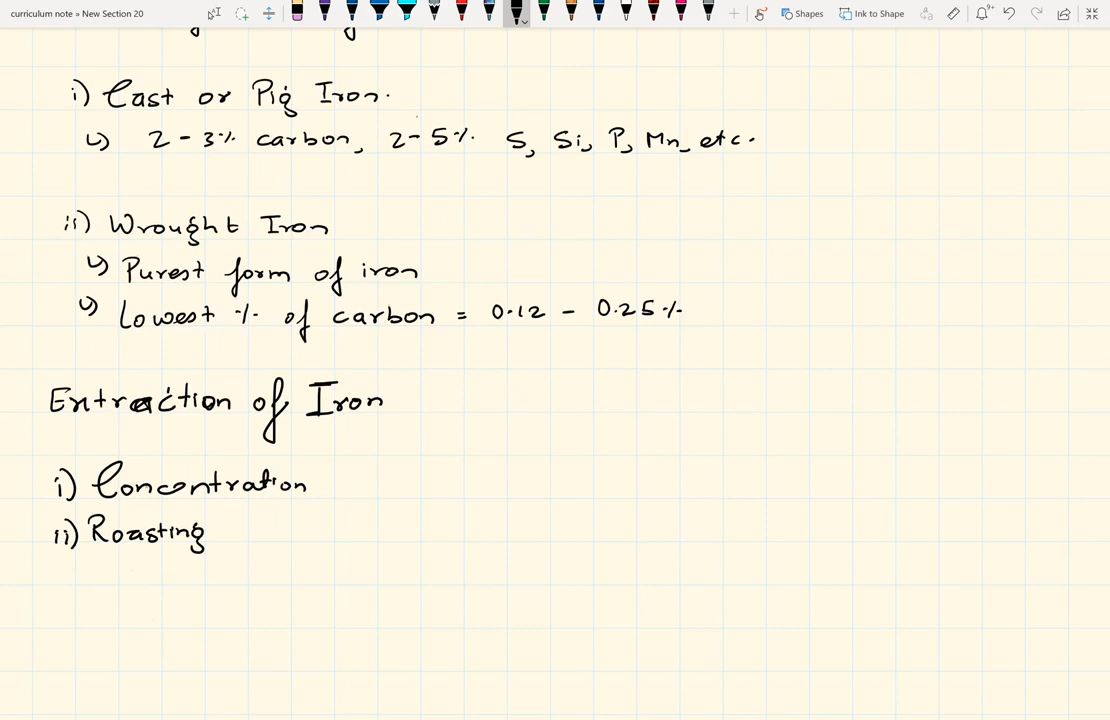 curriculum note » New Section 20
Shapes
Ink to Shape
9+
i) Cast or Pig Iron.
↳ 2 - 3% carbon, 2 - 5% S, Si, P, Mn, etc.
ii) Wrought Iron
↳ Purest form of iron
↳ Lowest % of carbon = 0.12 - 0.25 %
Extraction of Iron
i) Concentration
ii) Roasting